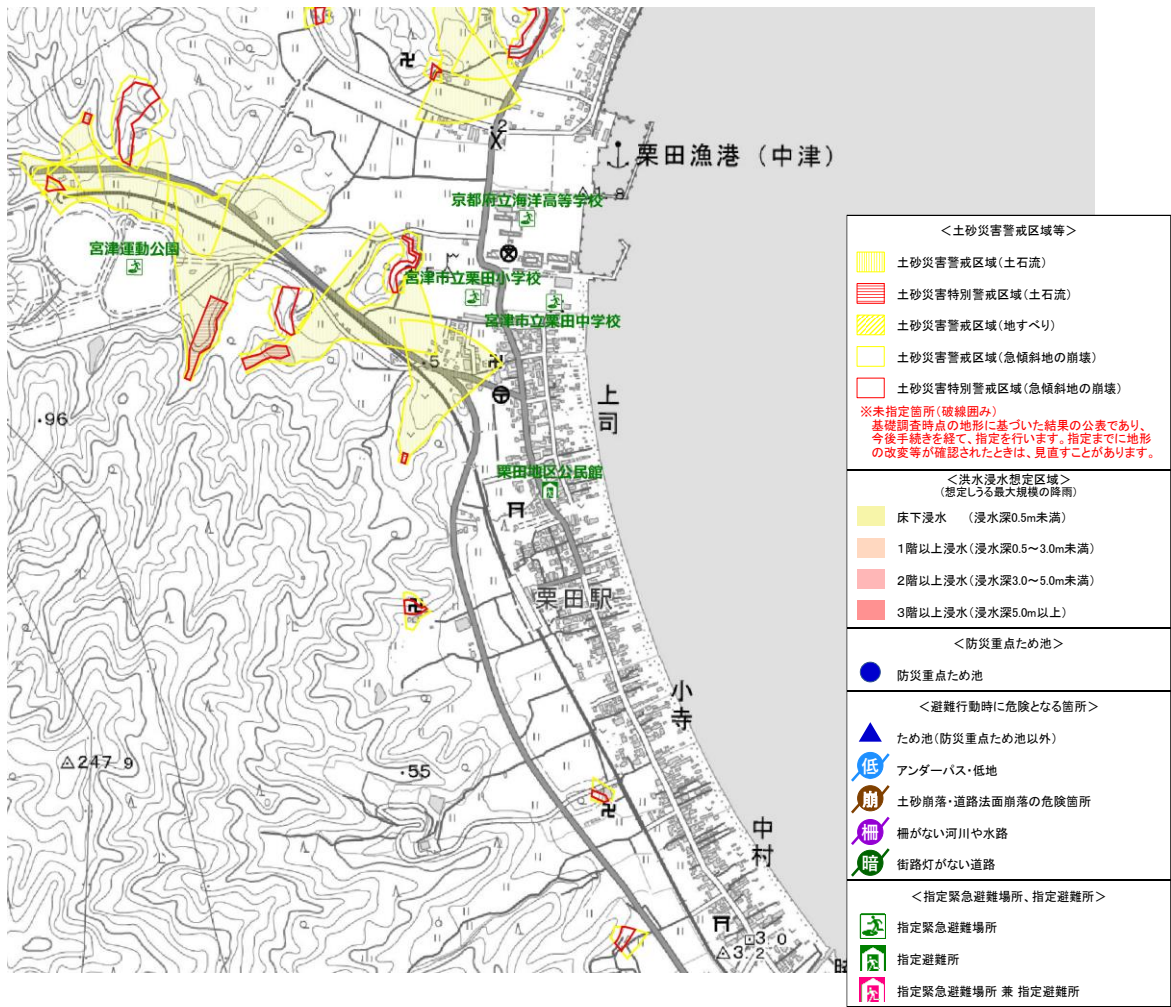 卍
.2
栗田漁港（中津）
△1.8
京都府立海洋高等学校
宮津運動公園
宮津市立栗田小学校
宮津市立栗田中学校
.5
卍
上
司
・96
栗田地区公民館
卍
栗田駅
小
寺
△247.9
・55
卍
中
村
3.0
△3.2
＜土砂災害警戒区域等＞
土砂災害警戒区域（土石流）
土砂災害特別警戒区域（土石流）
土砂災害警戒区域（地すべり）
土砂災害警戒区域（急傾斜地の崩壊）
土砂災害特別警戒区域（急傾斜地の崩壊）
※未指定箇所（破線囲み）
基礎調査時点の地形に基づいた結果の公表であり、
今後手続きを経て、指定を行います。指定までに地形
の改変等が確認されたときは、見直すことがあります。
＜洪水浸水想定区域＞
（想定しうる最大規模の降雨）
床下浸水　（浸水深0.5m未満）
1階以上浸水（浸水深0.5～3.0m未満）
2階以上浸水（浸水深3.0～5.0m未満）
3階以上浸水（浸水深5.0m以上）
＜防災重点ため池＞
防災重点ため池
＜避難行動時に危険となる箇所＞
ため池（防災重点ため池以外）
低 アンダーパス・低地
崩 土砂崩落・道路法面崩落の危険箇所
柵 柵がない河川や水路
暗 街路灯がない道路
＜指定緊急避難場所、指定避難所＞
指定緊急避難場所
指定避難所
指定緊急避難場所 兼 指定避難所